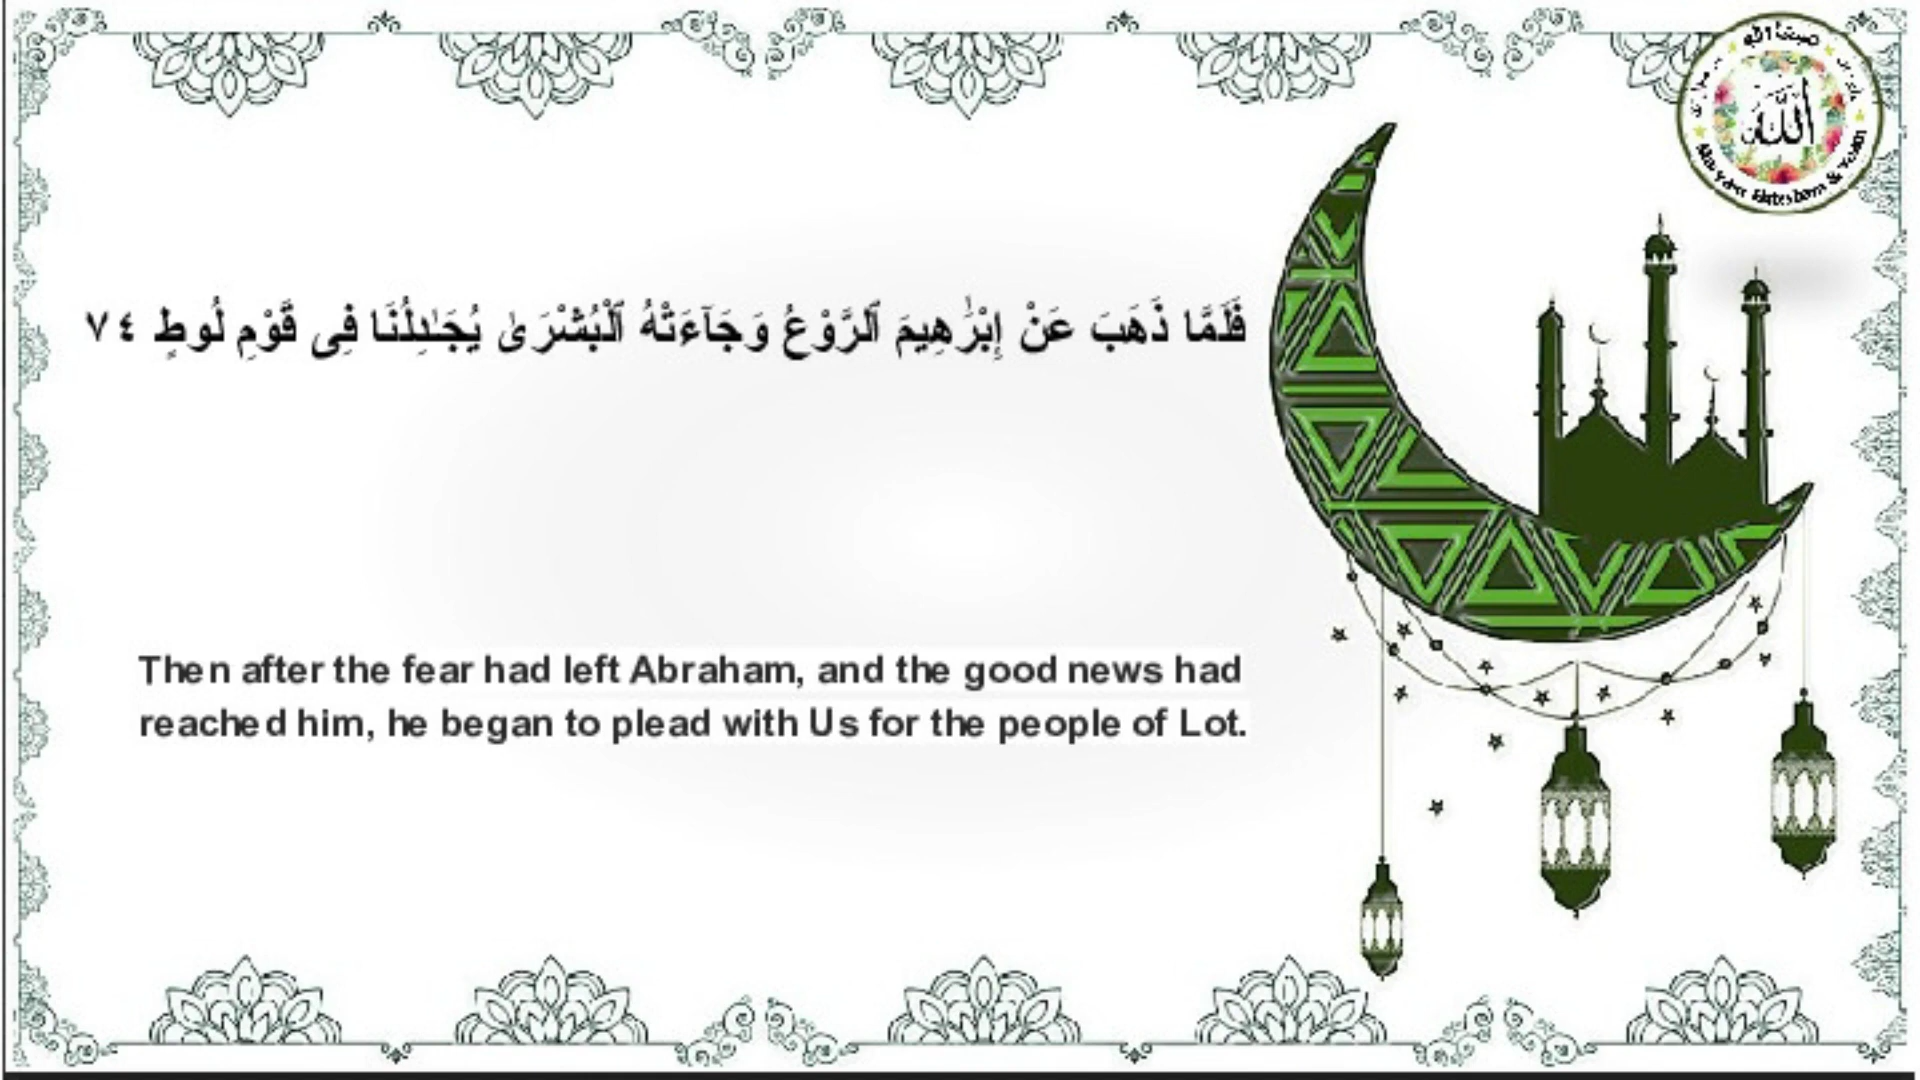 فَلَمَّا ذَهَبَ عَنْ إِبْرَٰهِيمَ ٱلرَّوْعُ وَجَآءَتْهُ ٱلْبُشْرَىٰ يُجَـٰدِلُنَا فِى قَوْمِ لُوطٍ ٧٤
الله
Then after the fear had left Abraham, and the good news had
reached him, he began to plead with Us for the people of Lot.